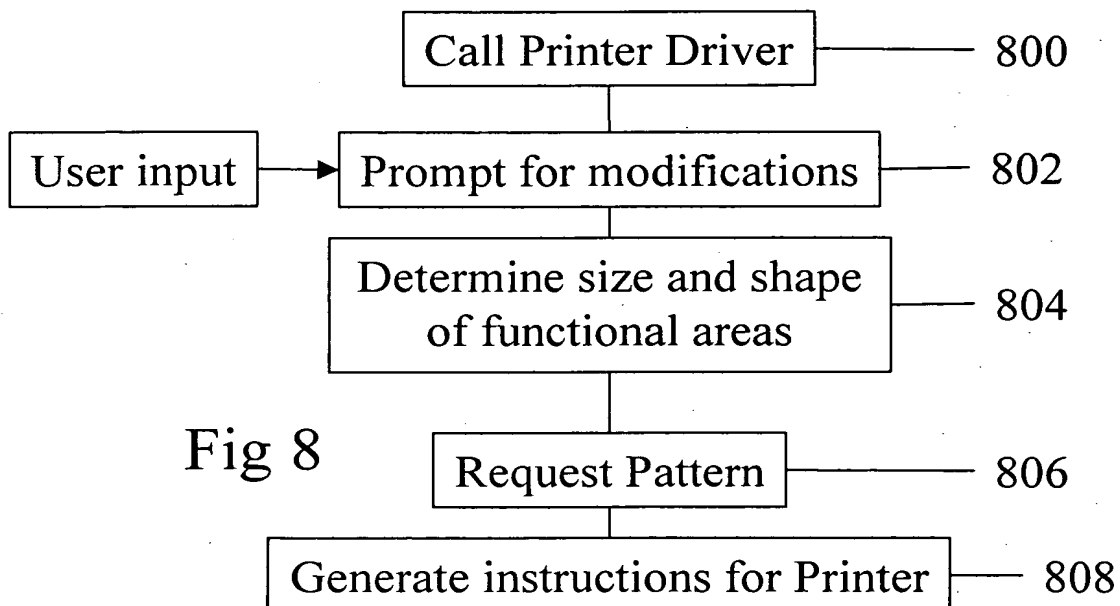 Call Printer Driver 800
User input Prompt for modifications 802
Determine size and shape
of functional areas 804
Fig 8
Request Pattern 806
Generate instructions for Printer 808